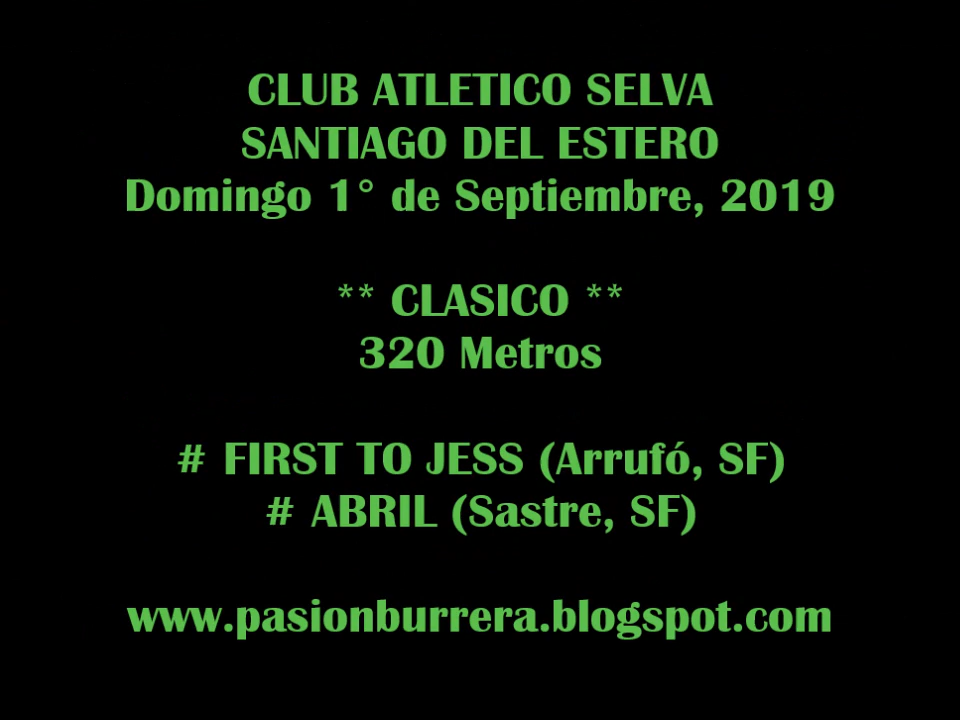 CLUB ATLETICO SELVA
SANTIAGO DEL ESTERO
Domingo 1° de Septiembre, 2019
** CLASICO **
320 Metros
# FIRST TO JESS (Arrufó, SF)
# ABRIL (Sastre, SF)
www.pasionburrera.blogspot.com